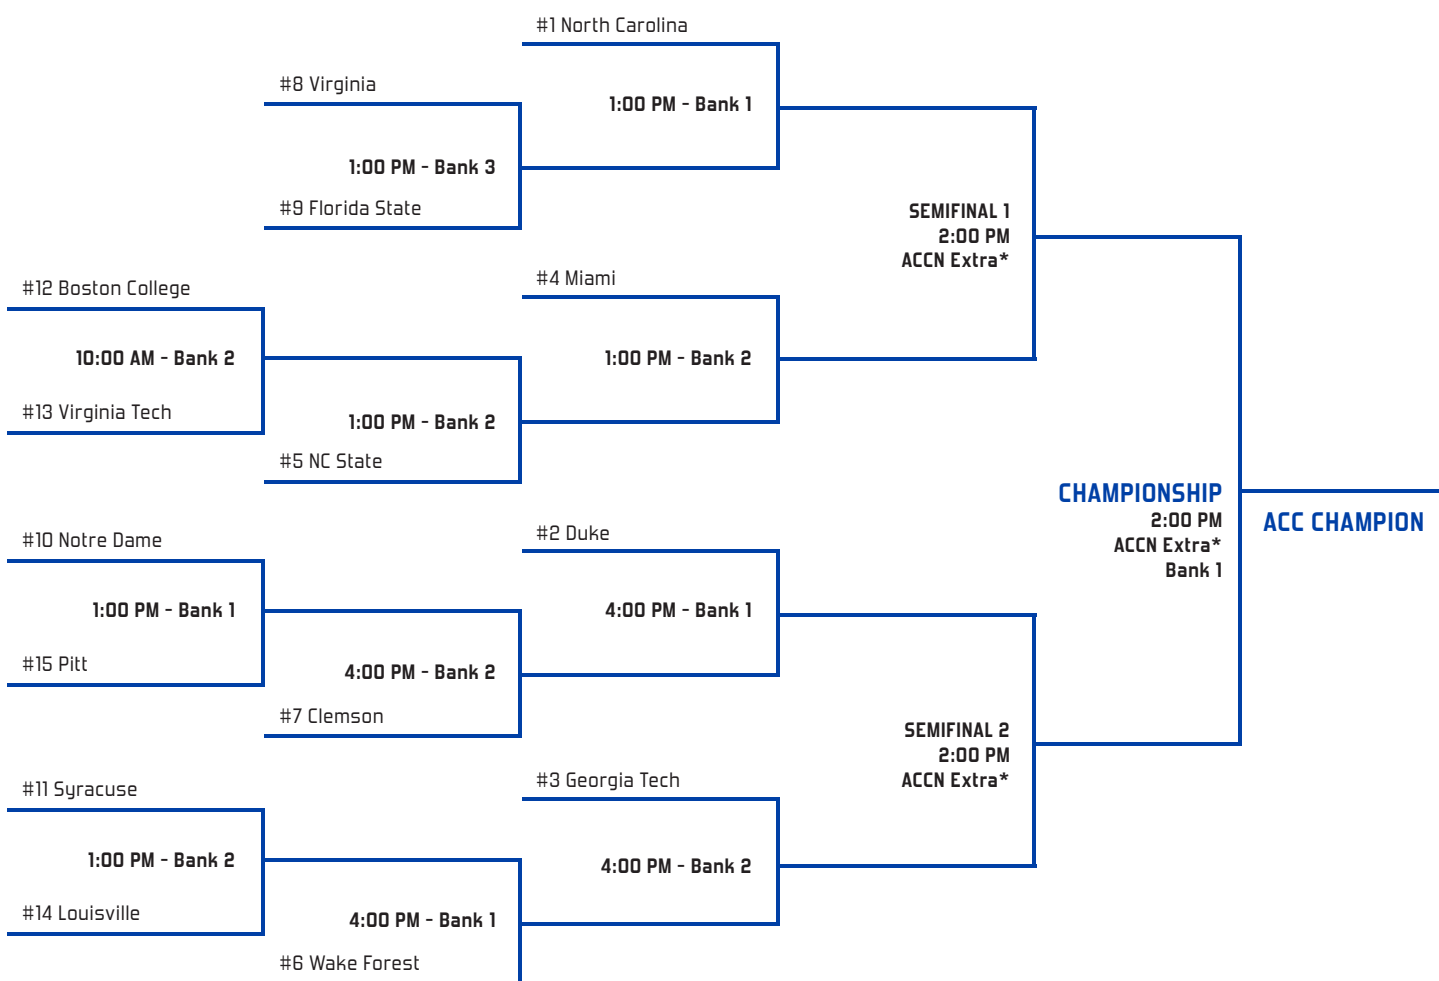 #1 North Carolina
#8 Virginia
1:00 PM - Bank 1
1:00 PM - Bank 3
#9 Florida State
SEMIFINAL 1
2:00 PM
ACCN Extra*
#4 Miami
#12 Boston College
10:00 AM - Bank 2
1:00 PM - Bank 2
#13 Virginia Tech
1:00 PM - Bank 2
#5 NC State
CHAMPIONSHIP
2:00 PM
ACCN Extra*
Bank 1
ACC CHAMPION
#10 Notre Dame
#2 Duke
1:00 PM - Bank 1
4:00 PM - Bank 1
#15 Pitt
4:00 PM - Bank 2
#7 Clemson
SEMIFINAL 2
2:00 PM
ACCN Extra*
#11 Syracuse
#3 Georgia Tech
1:00 PM - Bank 2
4:00 PM - Bank 2
#14 Louisville
4:00 PM - Bank 1
#6 Wake Forest